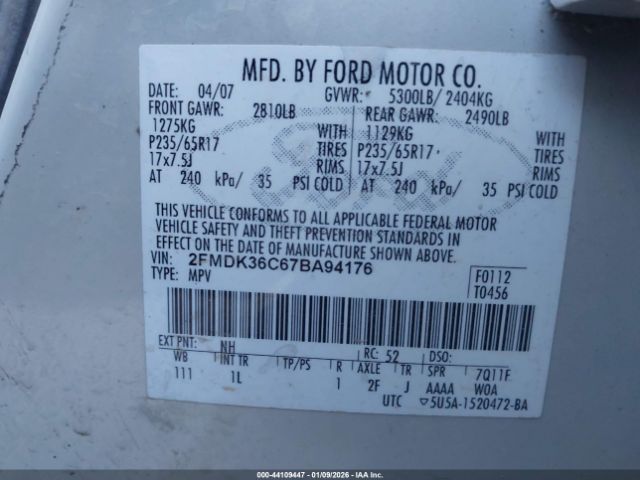 MFD. BY FORD MOTOR CO.
DATE: 04/07 GVWR: 5300LB/ 2404KG
FRONT GAWR: 2810LB REAR GAWR: 2490LB
1275KG WITH 1129KG WITH
P235/65R17 TIRES P235/65R17 TIRES
17x7.5J RIMS 17x7.5J RIMS
AT 240 kPa/ 35 PSI COLD AT 240 kPa/ 35 PSI COLD
THIS VEHICLE CONFORMS TO ALL APPLICABLE FEDERAL MOTOR
VEHICLE SAFETY AND THEFT PREVENTION STANDARDS IN
EFFECT ON THE DATE OF MANUFACTURE SHOWN ABOVE.
VIN: 2FMDK36C67BA94176
TYPE: MPV
F0112
T0456
EXT PNT: NH RC: 52 DSO:
WB INT TR TP/PS R AXLE TR SPR 7Q11F
111 1L 1 2F J AAAA WOA
UTC ▽5U5A-1520472-BA
Ford
000-44109447 - 01/09/2026 - IAAI.com